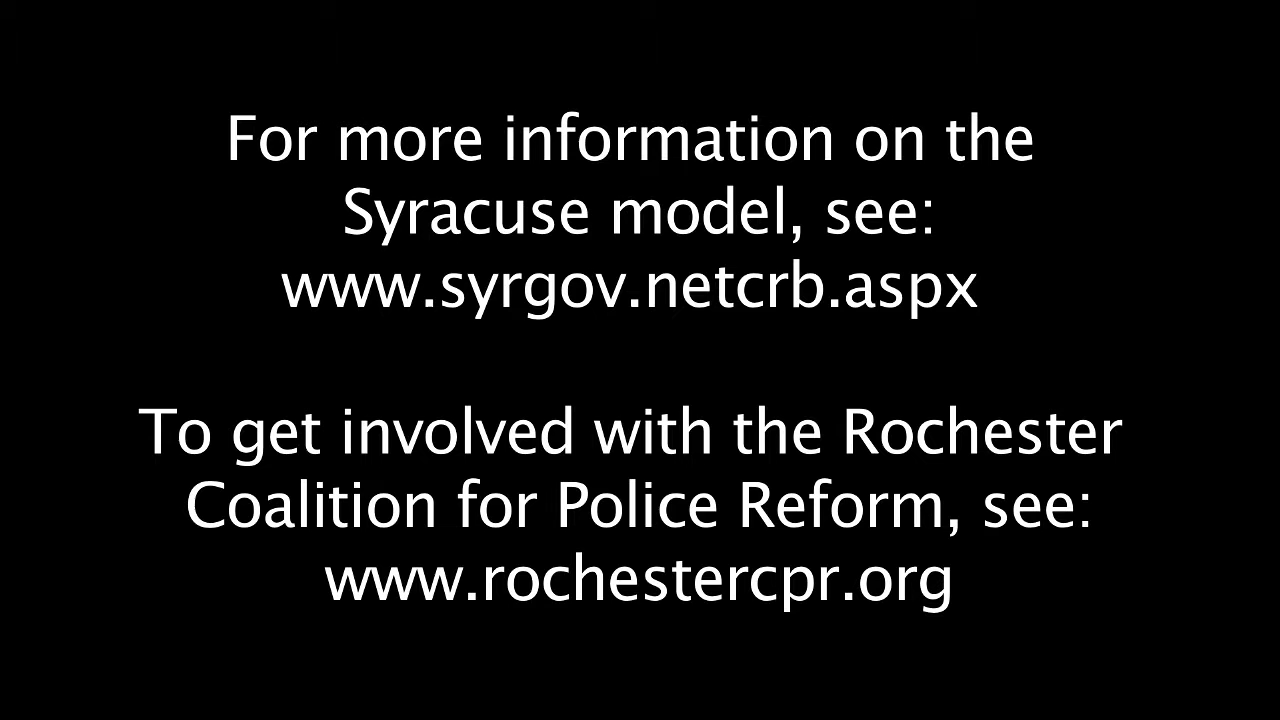 For more information on the
Syracuse model, see:
www.syrgov.netcrb.aspx
To get involved with the Rochester
Coalition for Police Reform, see:
www.rochestercpr.org